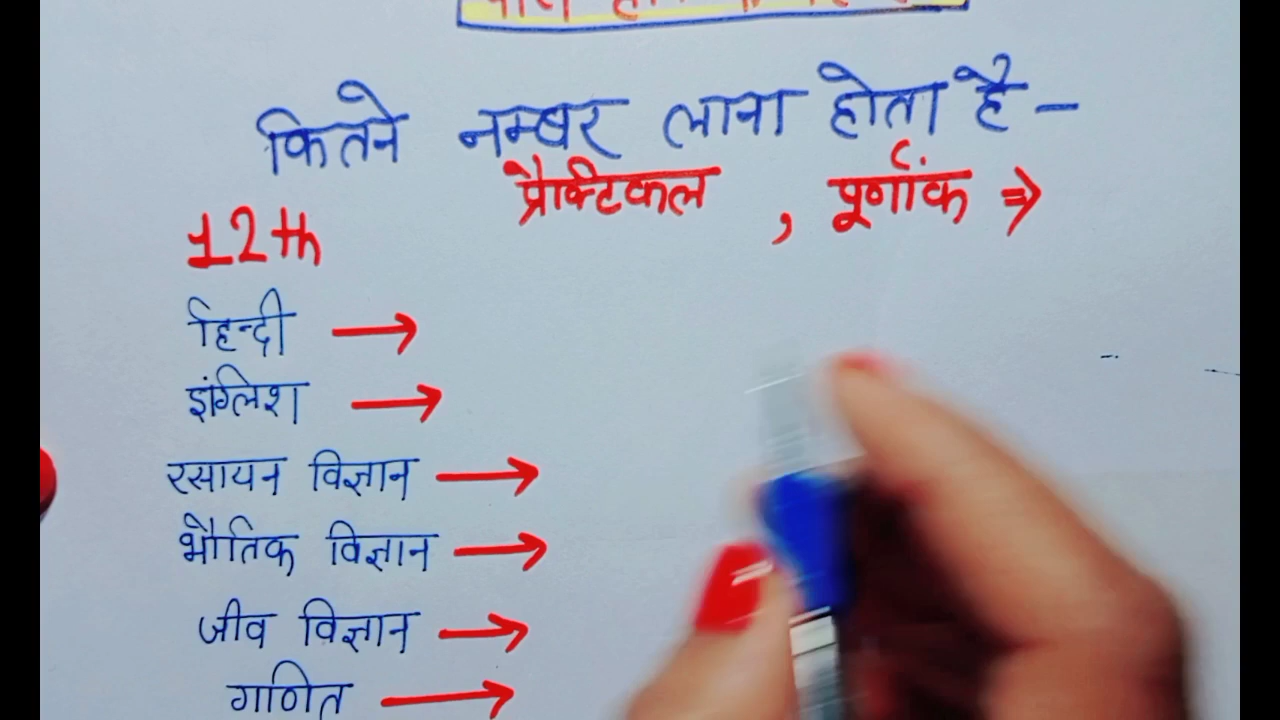 कितने नम्बर लाना होता है -
प्रैक्टिकल , पूर्णांक ⇒
12th
हिन्दी →
इंग्लिश →
रसायन विज्ञान →
भौतिक विज्ञान →
जीव विज्ञान →
गणित →